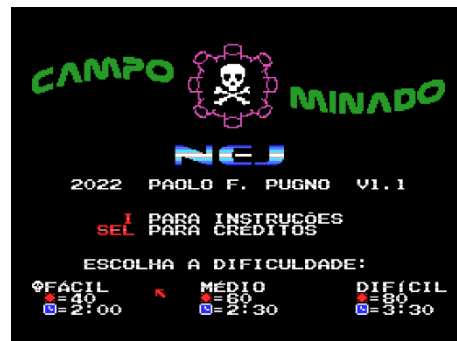 CAMPO
MINADO
NEJ
2022 PAOLO F. PUGNO V1.1
I PARA INSTRUCÕES
SEL PARA CRÉDITOS
ESCOLHA A DIFICULDADE:
FÁCIL MÉDIO DIFÍCIL
=40 =60 =80
=2:00 =2:30 =3:30